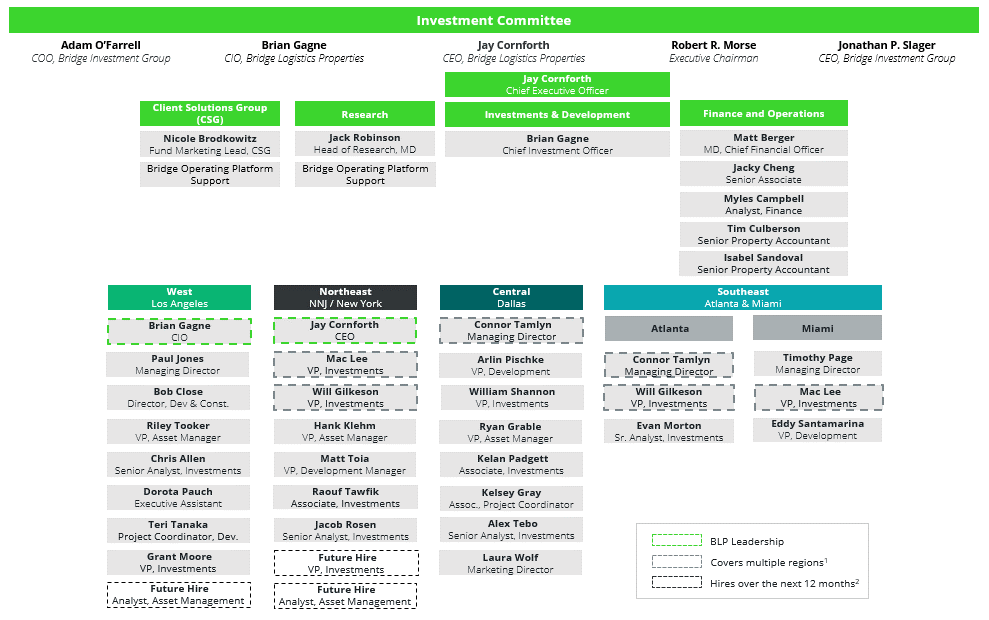 Investment Committee
Adam O’Farrell
COO, Bridge Investment Group
Brian Gagne
CIO, Bridge Logistics Properties
Jay Cornforth
CEO, Bridge Logistics Properties
Robert R. Morse
Executive Chairman
Jonathan P. Slager
CEO, Bridge Investment Group
Jay Cornforth
Chief Executive Officer
Client Solutions Group
(CSG)
Nicole Brodkowitz
Fund Marketing Lead, CSG
Bridge Operating Platform
Support
Research
Jack Robinson
Head of Research, MD
Bridge Operating Platform
Support
Investments & Development
Brian Gagne
Chief Investment Officer
Finance and Operations
Matt Berger
MD, Chief Financial Officer
Jacky Cheng
Senior Associate
Myles Campbell
Analyst, Finance
Tim Culberson
Senior Property Accountant
Isabel Sandoval
Senior Property Accountant
West
Los Angeles
Brian Gagne
CIO
Paul Jones
Managing Director
Bob Close
Director, Dev & Const.
Riley Tooker
VP, Asset Manager
Chris Allen
Senior Analyst, Investments
Dorota Pauch
Executive Assistant
Teri Tanaka
Project Coordinator, Dev.
Grant Moore
VP, Investments
Future Hire
Analyst, Asset Management
Northeast
NNJ / New York
Jay Cornforth
CEO
Mac Lee
VP, Investments
Will Gilkeson
VP, Investments
Hank Klehm
VP, Asset Manager
Matt Toia
VP, Development Manager
Raouf Tawfik
Associate, Investments
Jacob Rosen
Senior Analyst, Investments
Future Hire
VP, Investments
Future Hire
Analyst, Asset Management
Central
Dallas
Connor Tamlyn
Managing Director
Arlin Pischke
VP, Development
William Shannon
VP, Investments
Ryan Grable
VP, Asset Manager
Kelan Padgett
Associate, Investments
Kelsey Gray
Assoc., Project Coordinator
Alex Tebo
Senior Analyst, Investments
Laura Wolf
Marketing Director
Southeast
Atlanta & Miami
Atlanta
Connor Tamlyn
Managing Director
Will Gilkeson
VP, Investments
Evan Morton
Sr. Analyst, Investments
Miami
Timothy Page
Managing Director
Mac Lee
VP, Investments
Eddy Santamarina
VP, Development
BLP Leadership
Covers multiple regions¹
Hires over the next 12 months²